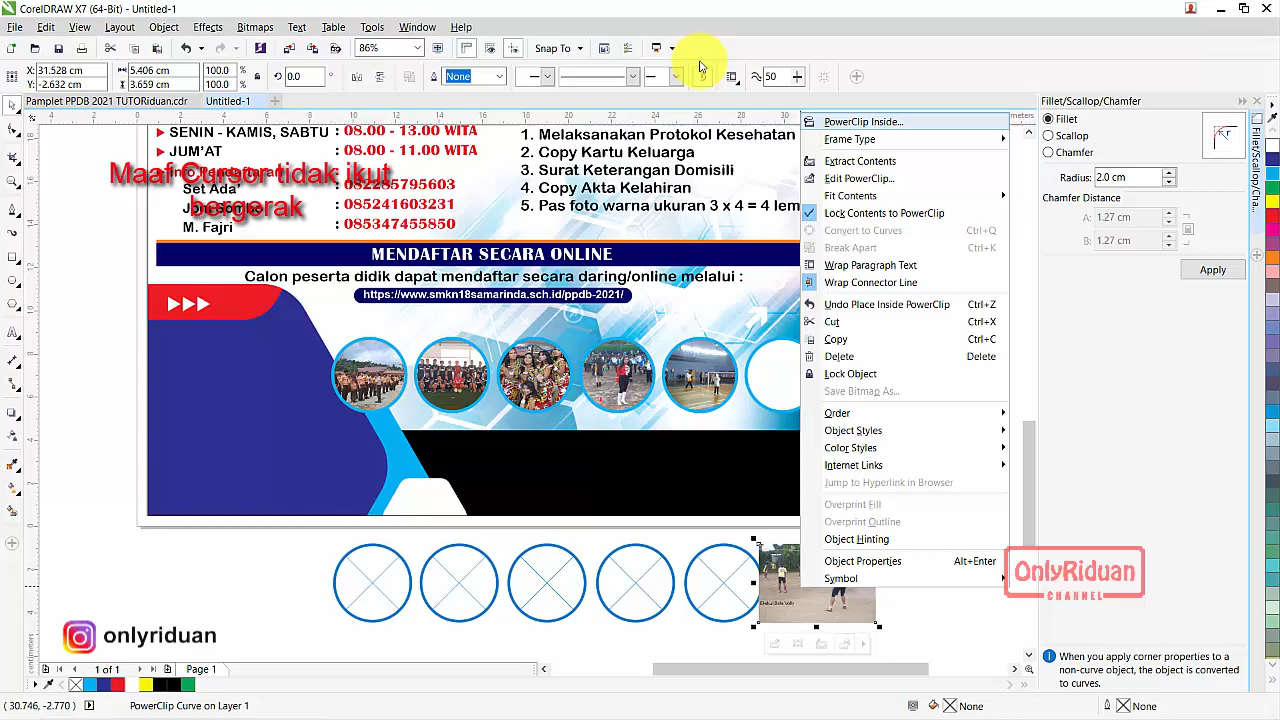 CorelDRAW X7 (64-Bit) - Untitled-1
File Edit View Layout Object Effects Bitmaps Text Table Tools Window Help
86% Snap To
X: 31.528 cm 5.406 cm 100.0 % 0.0 None 50
Y: -2.632 cm 3.659 cm 100.0 %
Pamplet PPDB 2021 TUTORiduan.cdr Untitled-1
SENIN - KAMIS, SABTU : 08.00 - 13.00 WITA
JUM'AT : 08.00 - 11.00 WITA
Info Pendaftaran
Set Ada' : 082285795603
Joni Sombo : 085241603231
M. Fajri : 085347455850
Maaf Cursor tidak ikut
bergerak
1. Melaksanakan Protokol Kesehatan
2. Copy Kartu Keluarga
3. Surat Keterangan Domisili
4. Copy Akta Kelahiran
5. Pas foto warna ukuran 3 x 4 = 4 lem
MENDAFTAR SECARA ONLINE
Calon peserta didik dapat mendaftar secara daring/online melalui :
https://www.smkn18samarinda.sch.id/ppdb-2021/
PowerClip Inside...
Frame Type
Extract Contents
Edit PowerClip...
Fit Contents
Lock Contents to PowerClip
Convert to Curves Ctrl+Q
Break Apart Ctrl+K
Wrap Paragraph Text
Wrap Connector Line
Undo Place Inside PowerClip Ctrl+Z
Cut Ctrl+X
Copy Ctrl+C
Delete Delete
Lock Object
Save Bitmap As...
Order
Object Styles
Color Styles
Internet Links
Jump to Hyperlink in Browser
Overprint Fill
Overprint Outline
Object Hinting
Object Properties Alt+Enter
Symbol
Fillet/Scallop/Chamfer
Fillet
Scallop
Chamfer
Radius: 2.0 cm
Chamfer Distance
A: 1.27 cm
B: 1.27 cm
Apply
OnlyRiduan
CHANNEL
onlyriduan
1 of 1 Page 1
When you apply corner properties to a
non-curve object, the object is converted
to curves.
(30.746, -2.770) PowerClip Curve on Layer 1 None None